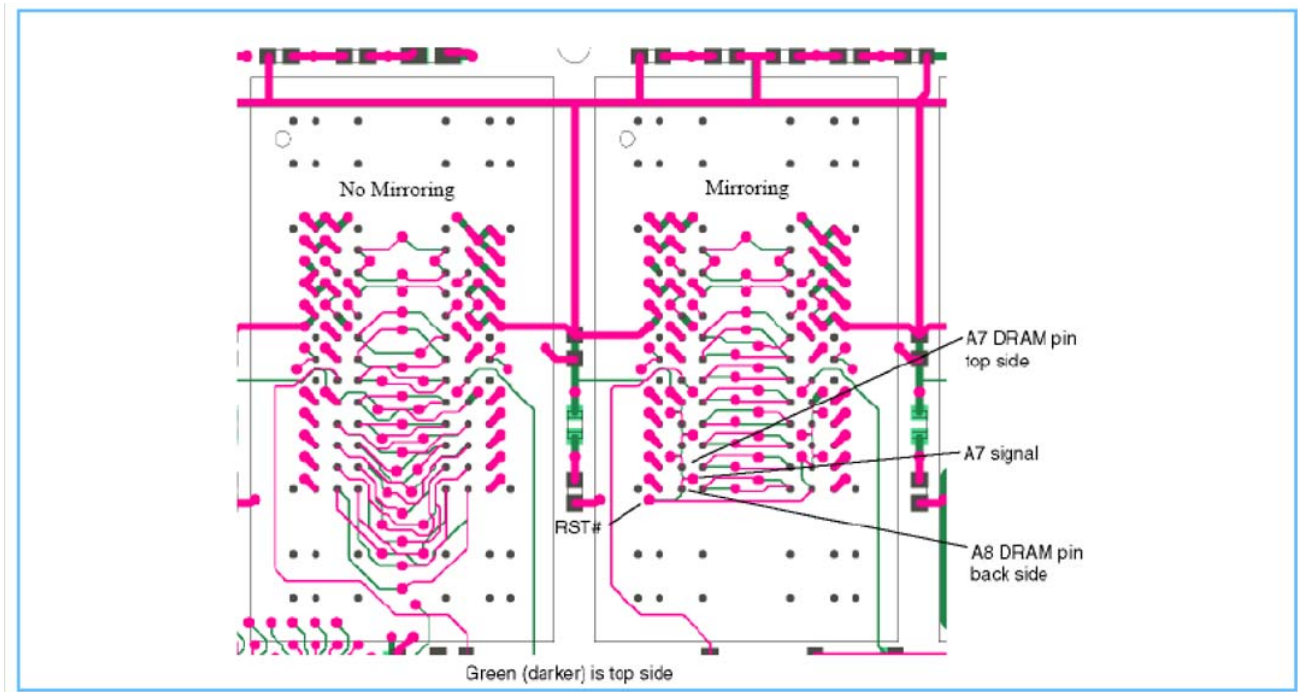 No Mirroring
Mirroring
A7 DRAM pin
top side
A7 signal
RST#
A8 DRAM pin
back side
Green (darker) is top side